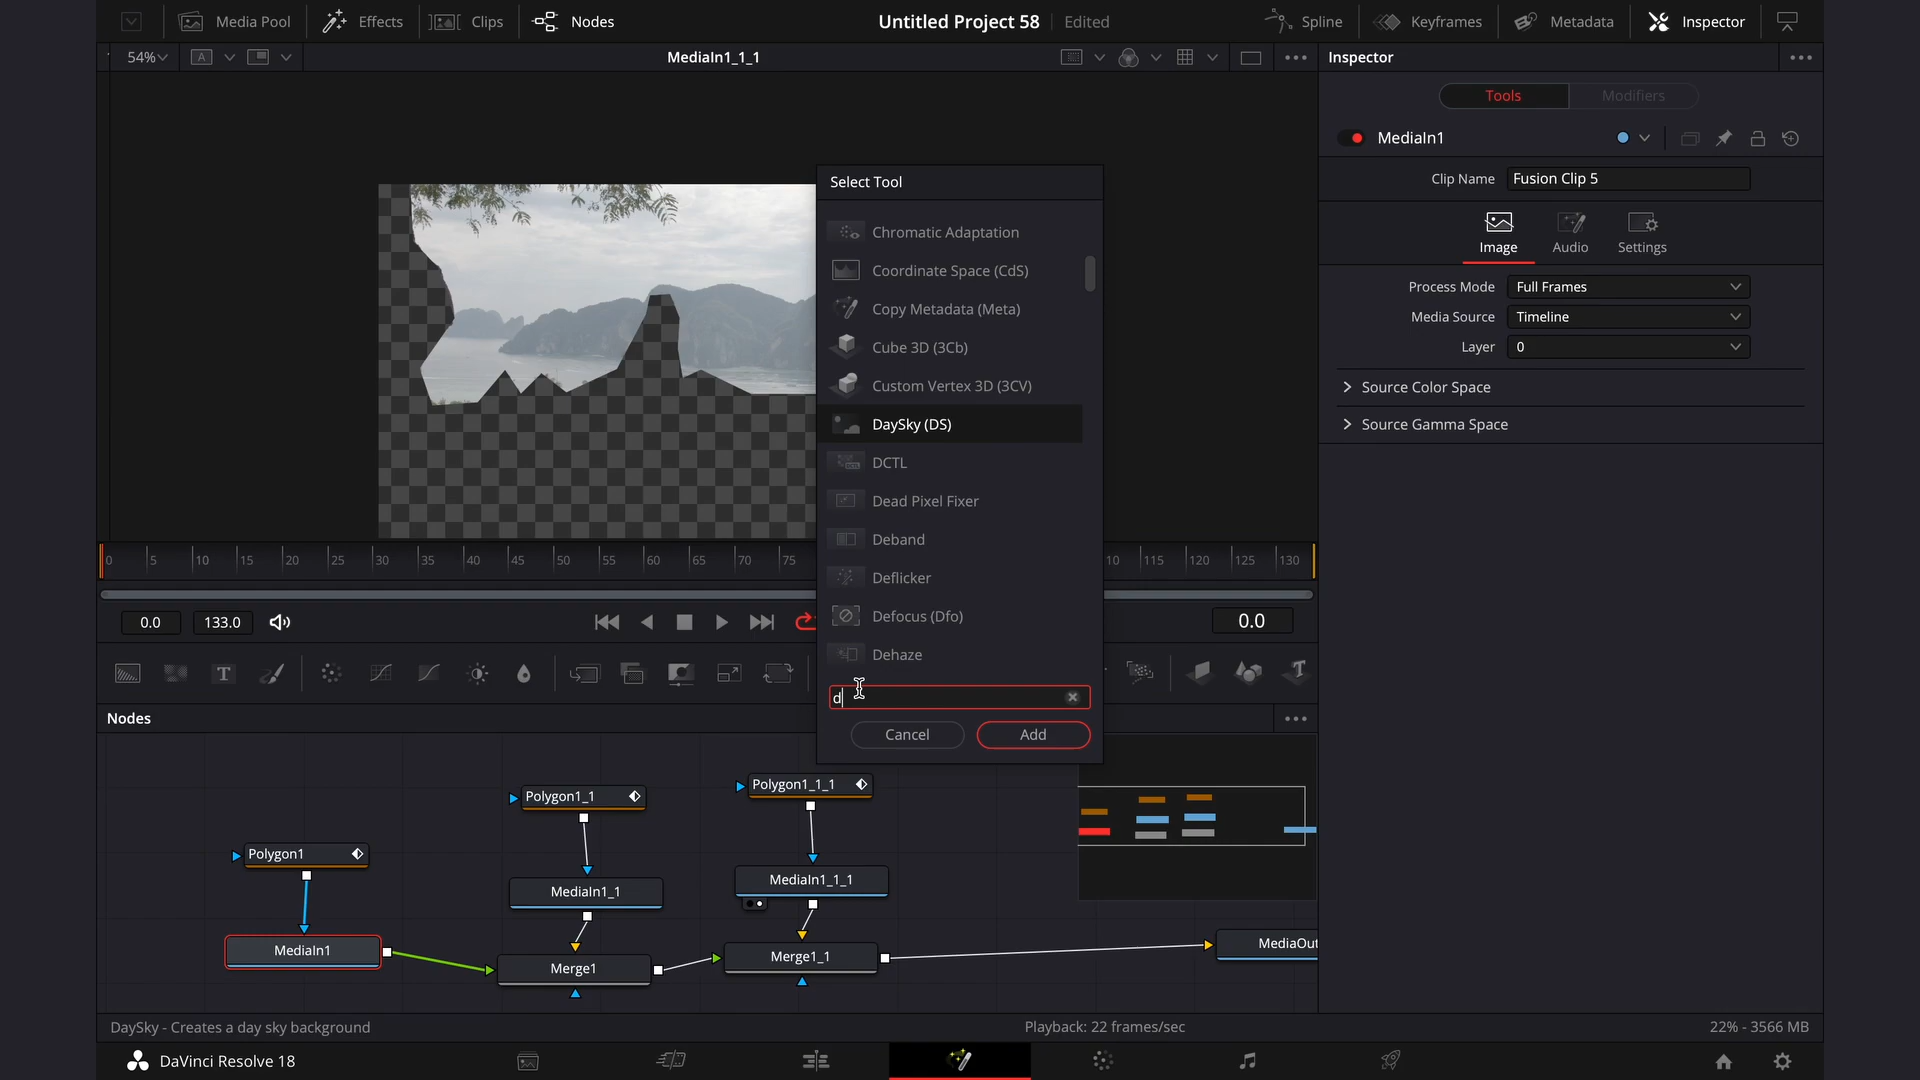 Media Pool
Effects
Clips
Nodes
Untitled Project 58
Edited
Spline
Keyframes
Metadata
Inspector
54%
A
MediaIn1_1_1
Inspector
Tools
Modifiers
MediaIn1
Clip Name
Fusion Clip 5
Image
Audio
Settings
Process Mode
Full Frames
Media Source
Timeline
Layer
0
Source Color Space
Source Gamma Space
Select Tool
Chromatic Adaptation
Coordinate Space (CdS)
Copy Metadata (Meta)
Cube 3D (3Cb)
Custom Vertex 3D (3CV)
DaySky (DS)
DCTL
Dead Pixel Fixer
Deband
Deflicker
Defocus (Dfo)
Dehaze
d
Cancel
Add
0 5 10 15 20 25 30 35 40 45 50 55 60 65 70 75 10 115 120 125 130
0.0
133.0
0.0
T
T
Nodes
Polygon1_1
Polygon1_1_1
Polygon1
MediaIn1_1
MediaIn1_1_1
MediaIn1
Merge1
Merge1_1
MediaOut
DaySky - Creates a day sky background
Playback: 22 frames/sec
22% - 3566 MB
DaVinci Resolve 18